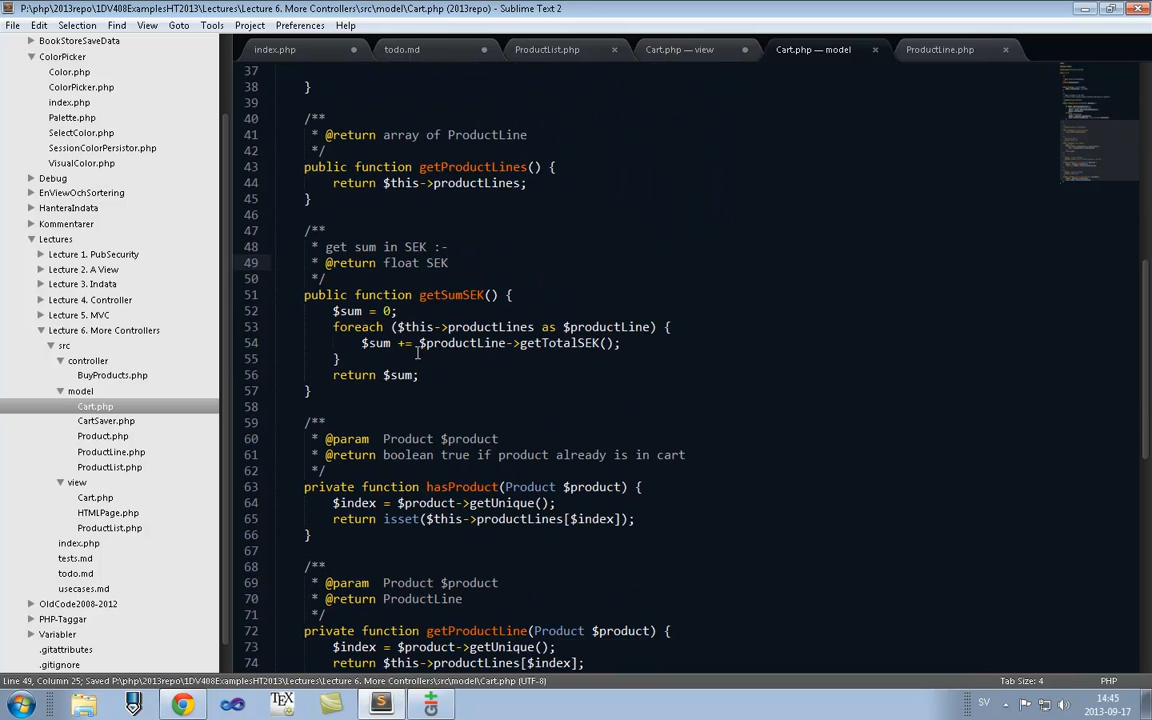 P:\php\2013repo\1DV408ExamplesHT2013\Lectures\Lecture 6. More Controllers\src\model\Cart.php (2013repo) - Sublime Text 2
File Edit Selection Find View Goto Tools Project Preferences Help
BookStoreSaveData
ColorPicker
Color.php
ColorPicker.php
index.php
Palette.php
SelectColor.php
SessionColorPersistor.php
VisualColor.php
Debug
EnViewOchSortering
HanteraIndata
Kommentarer
Lectures
Lecture 1. PubSecurity
Lecture 2. A View
Lecture 3. Indata
Lecture 4. Controller
Lecture 5. MVC
Lecture 6. More Controllers
src
controller
BuyProducts.php
model
Cart.php
CartSaver.php
Product.php
ProductLine.php
ProductList.php
view
Cart.php
HTMLPage.php
ProductList.php
index.php
tests.md
todo.md
usecases.md
OldCode2008-2012
PHP-Taggar
Variabler
.gitattributes
.gitignore
index.php todo.md ProductList.php Cart.php — view Cart.php — model ProductLine.php
37
38 }
39
40 /**
41 * @return array of ProductLine
42 */
43 public function getProductLines() {
44 return $this->productLines;
45 }
46
47 /**
48 * get sum in SEK :-
49 * @return float SEK
50 */
51 public function getSumSEK() {
52 $sum = 0;
53 foreach ($this->productLines as $productLine) {
54 $sum += $productLine->getTotalSEK();
55 }
56 return $sum;
57 }
58
59 /**
60 * @param Product $product
61 * @return boolean true if product already is in cart
62 */
63 private function hasProduct(Product $product) {
64 $index = $product->getUnique();
65 return isset($this->productLines[$index]);
66 }
67
68 /**
69 * @param Product $product
70 * @return ProductLine
71 */
72 private function getProductLine(Product $product) {
73 $index = $product->getUnique();
74 return $this->productLines[$index];
Line 49, Column 25; Saved P:\php\2013repo\1DV408ExamplesHT2013\Lectures\Lecture 6. More Controllers\src\model\Cart.php (UTF-8) Tab Size: 4 PHP
SV 14:45
2013-09-17